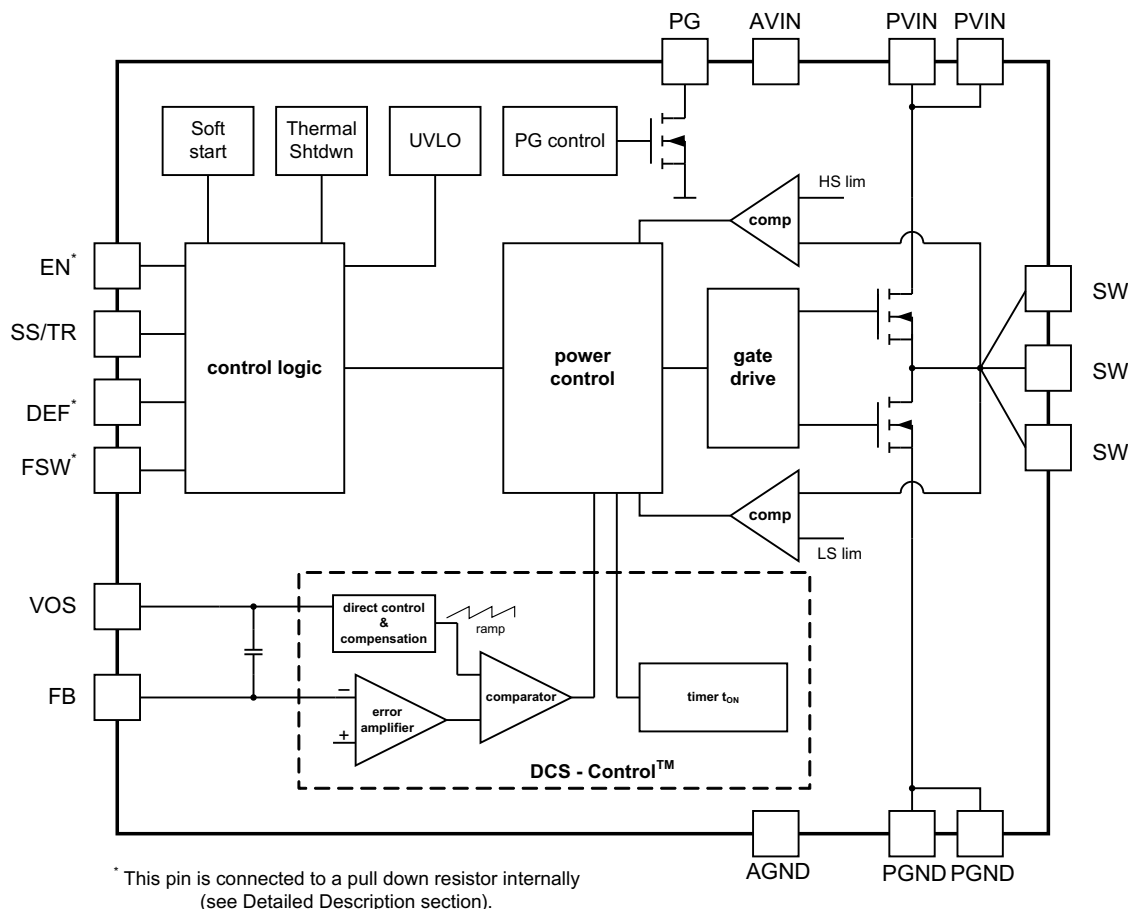 PG AVIN PVIN PVIN
Soft
start
Thermal
Shtdwn
UVLO
PG control
HS lim
comp
EN*
SS/TR
DEF*
FSW*
control logic
power
control
gate
drive
SW
SW
SW
comp
LS lim
VOS
FB
direct control
&
compensation
ramp
−
error
amplifier
+
comparator
timer tON
DCS - Control™
AGND PGND PGND
* This pin is connected to a pull down resistor internally
(see Detailed Description section).